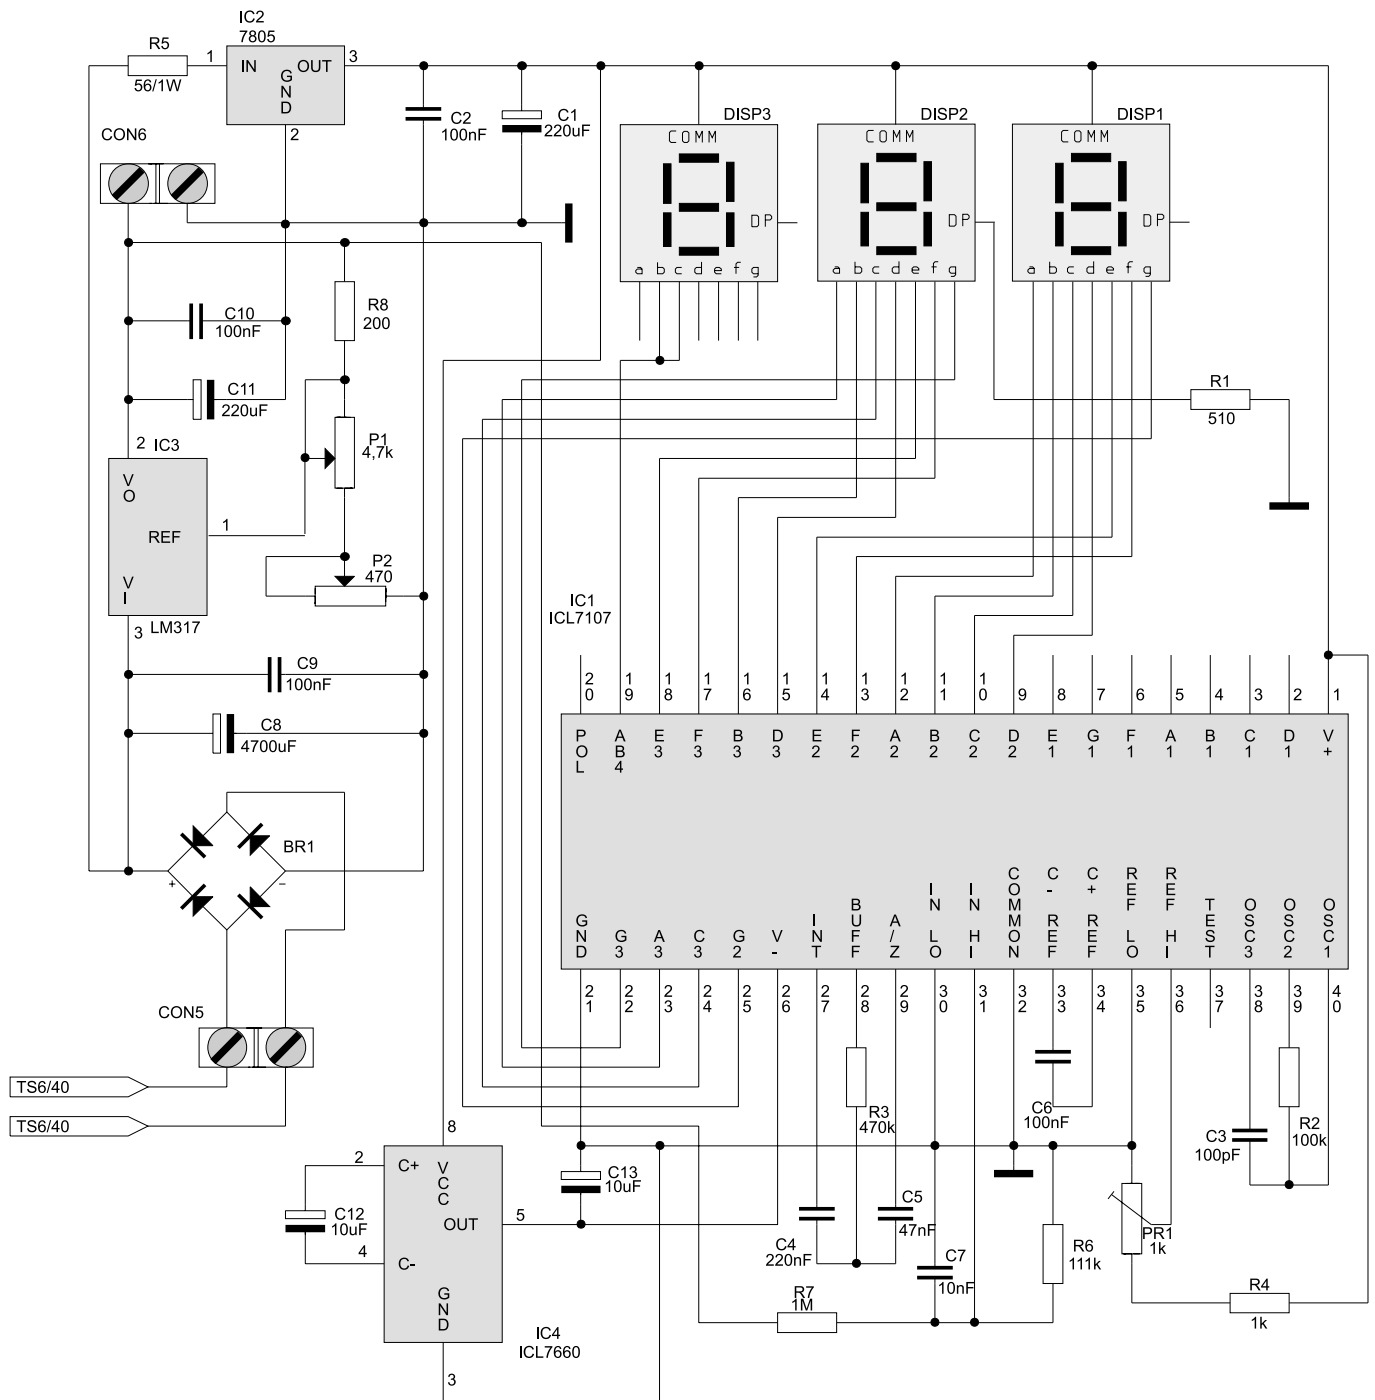 IC2
7805
R5
1
IN
OUT
3
GND
56/1W
2
CON6
C2
100nF
C1
220uF
DISP3
COMM
DP
a b c d e f g
DISP2
COMM
DP
a b c d e f g
DISP1
COMM
DP
a b c d e f g
C10
100nF
R8
200
C11
220uF
R1
510
2
IC3
VO
REF
1
VI
3
LM317
P1
4,7k
P2
470
C9
100nF
C8
4700uF
IC1
ICL7107
20 19 18 17 16 15 14 13 12 11 10 9 8 7 6 5 4 3 2 1
POL AB4 E3 F3 B3 D3 E2 F2 A2 B2 C2 D2 E1 G1 F1 A1 B1 C1 D1 V+
BR1
+
-
GND G3 A3 C3 G2 V- INT BUFF A/Z IN LO IN HI COMMON C- REF C+ REF REF LO REF HI TEST OSC3 OSC2 OSC1
21 22 23 24 25 26 27 28 29 30 31 32 33 34 35 36 37 38 39 40
CON5
TS6/40
TS6/40
R3
470k
C6
100nF
C3
100pF
R2
100k
8
2
C+
VCC
OUT
5
4
C-
GND
3
C12
10uF
C13
10uF
IC4
ICL7660
C4
220nF
C5
47nF
C7
10nF
R6
111k
PR1
1k
R7
1M
R4
1k